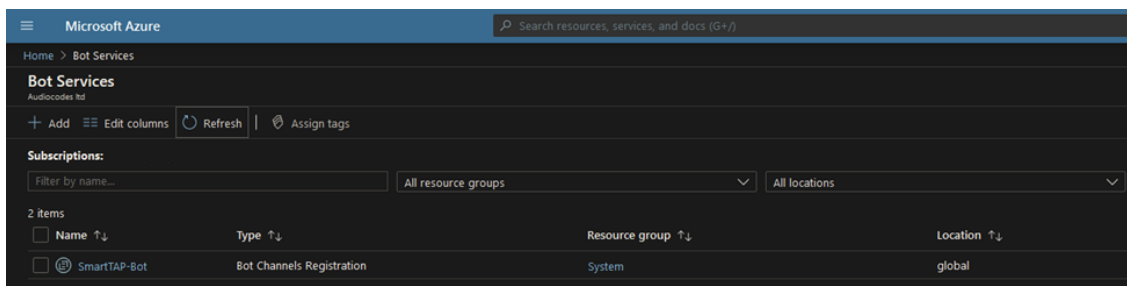 Microsoft Azure
Search resources, services, and docs (G+/)
Home > Bot Services
Bot Services
Audiocodes ltd
+ Add Edit columns Refresh | Assign tags
Subscriptions:
Filter by name... All resource groups All locations
2 items
Name ↑↓ Type ↑↓ Resource group ↑↓ Location ↑↓
SmartTAP-Bot Bot Channels Registration System global